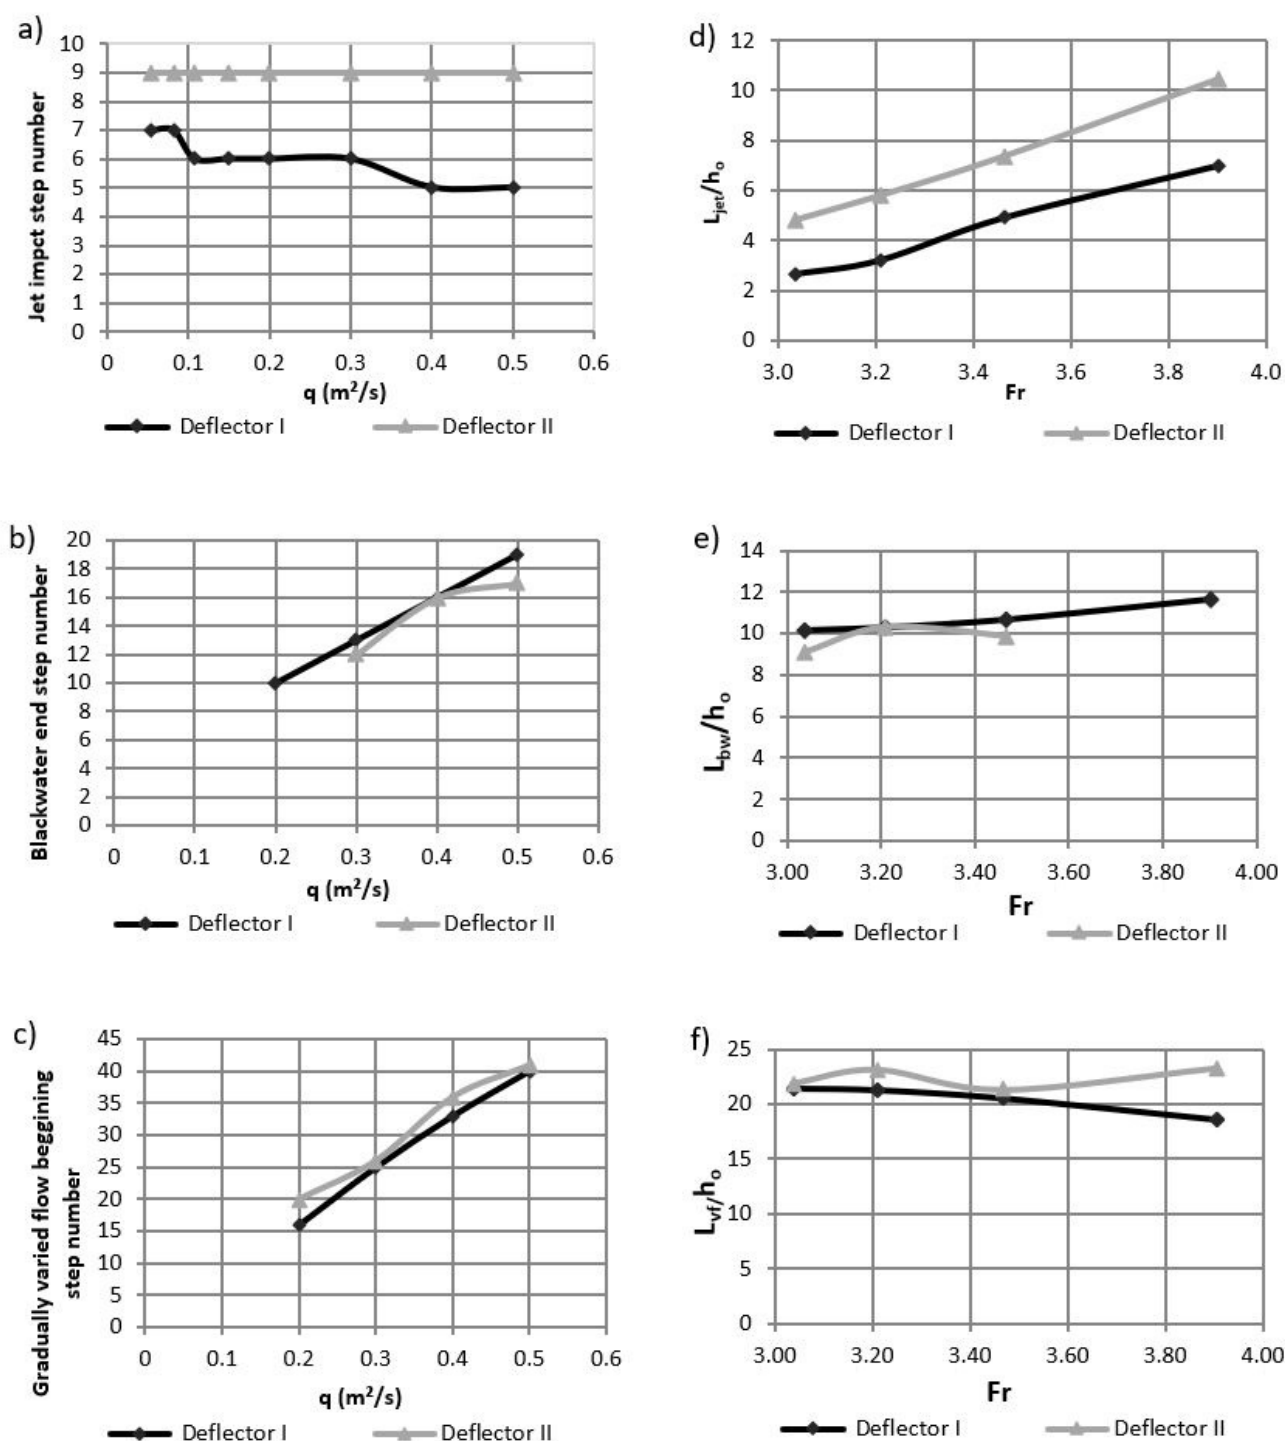 a)
10
9
8
7
6
5
4
3
2
1
0
Jet impct step number
0 0.1 0.2 0.3 0.4 0.5 0.6
q (m²/s)
Deflector I Deflector II
d)
12
10
8
6
4
2
0
Ljet/ho
3.0 3.2 3.4 3.6 3.8 4.0
Fr
Deflector I Deflector II
b)
20
18
16
14
12
10
8
6
4
2
0
Blackwater end step number
0 0.1 0.2 0.3 0.4 0.5 0.6
q (m²/s)
Deflector I Deflector II
e)
14
12
10
8
6
4
2
0
Lbw/ho
3.00 3.20 3.40 3.60 3.80 4.00
Fr
Deflector I Deflector II
c)
45
40
35
30
25
20
15
10
5
0
Gradually varied flow beggining
step number
0 0.1 0.2 0.3 0.4 0.5 0.6
q (m²/s)
Deflector I Deflector II
f)
25
20
15
10
5
0
Lvf/ho
3.00 3.20 3.40 3.60 3.80 4.00
Fr
Deflector I Deflector II